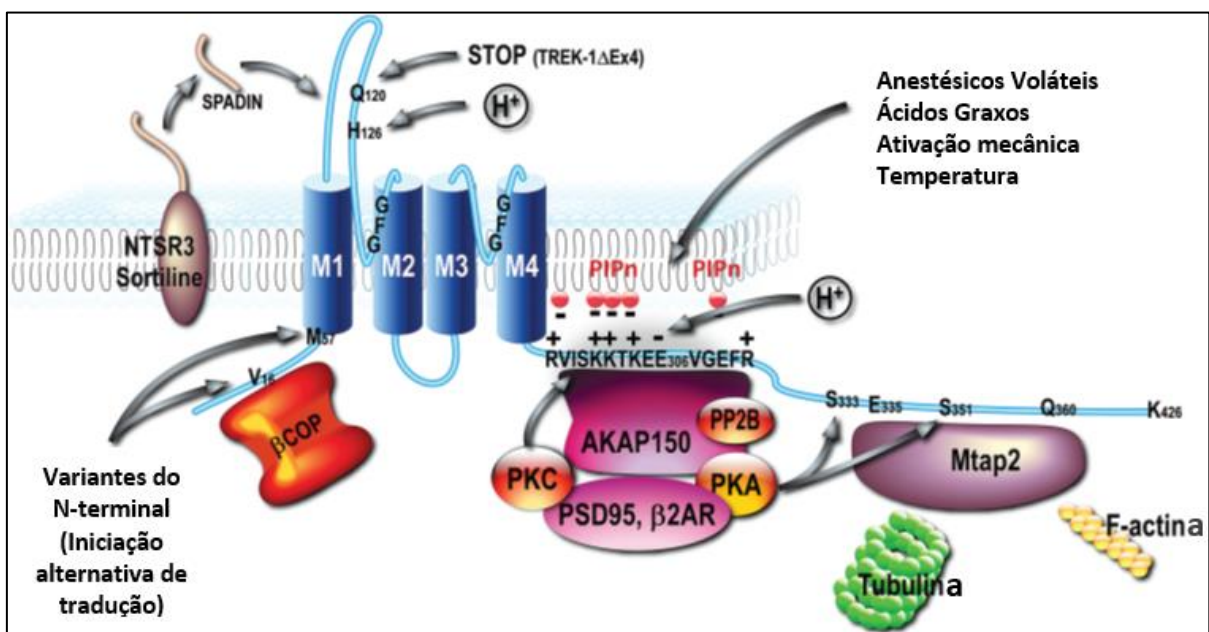 STOP (TREK-1ΔEx4)
SPADIN
Q120
H+
H126
Anestésicos Voláteis
Ácidos Graxos
Ativação mecânica
Temperatura
NTSR3
Sortiline
GFG
GFG
M1
M2
M3
M4
PIPn
PIPn
H+
- - - - -
+ ++ + - +
M57
RVISKKTKEE306VGEFR
V16
βCOP
S333
E335
S351
Q360
K426
PP2B
AKAP150
Mtap2
PKC
PKA
PSD95, β2AR
F-actina
Tubulina
Variantes do
N-terminal
(Iniciação
alternativa de
tradução)